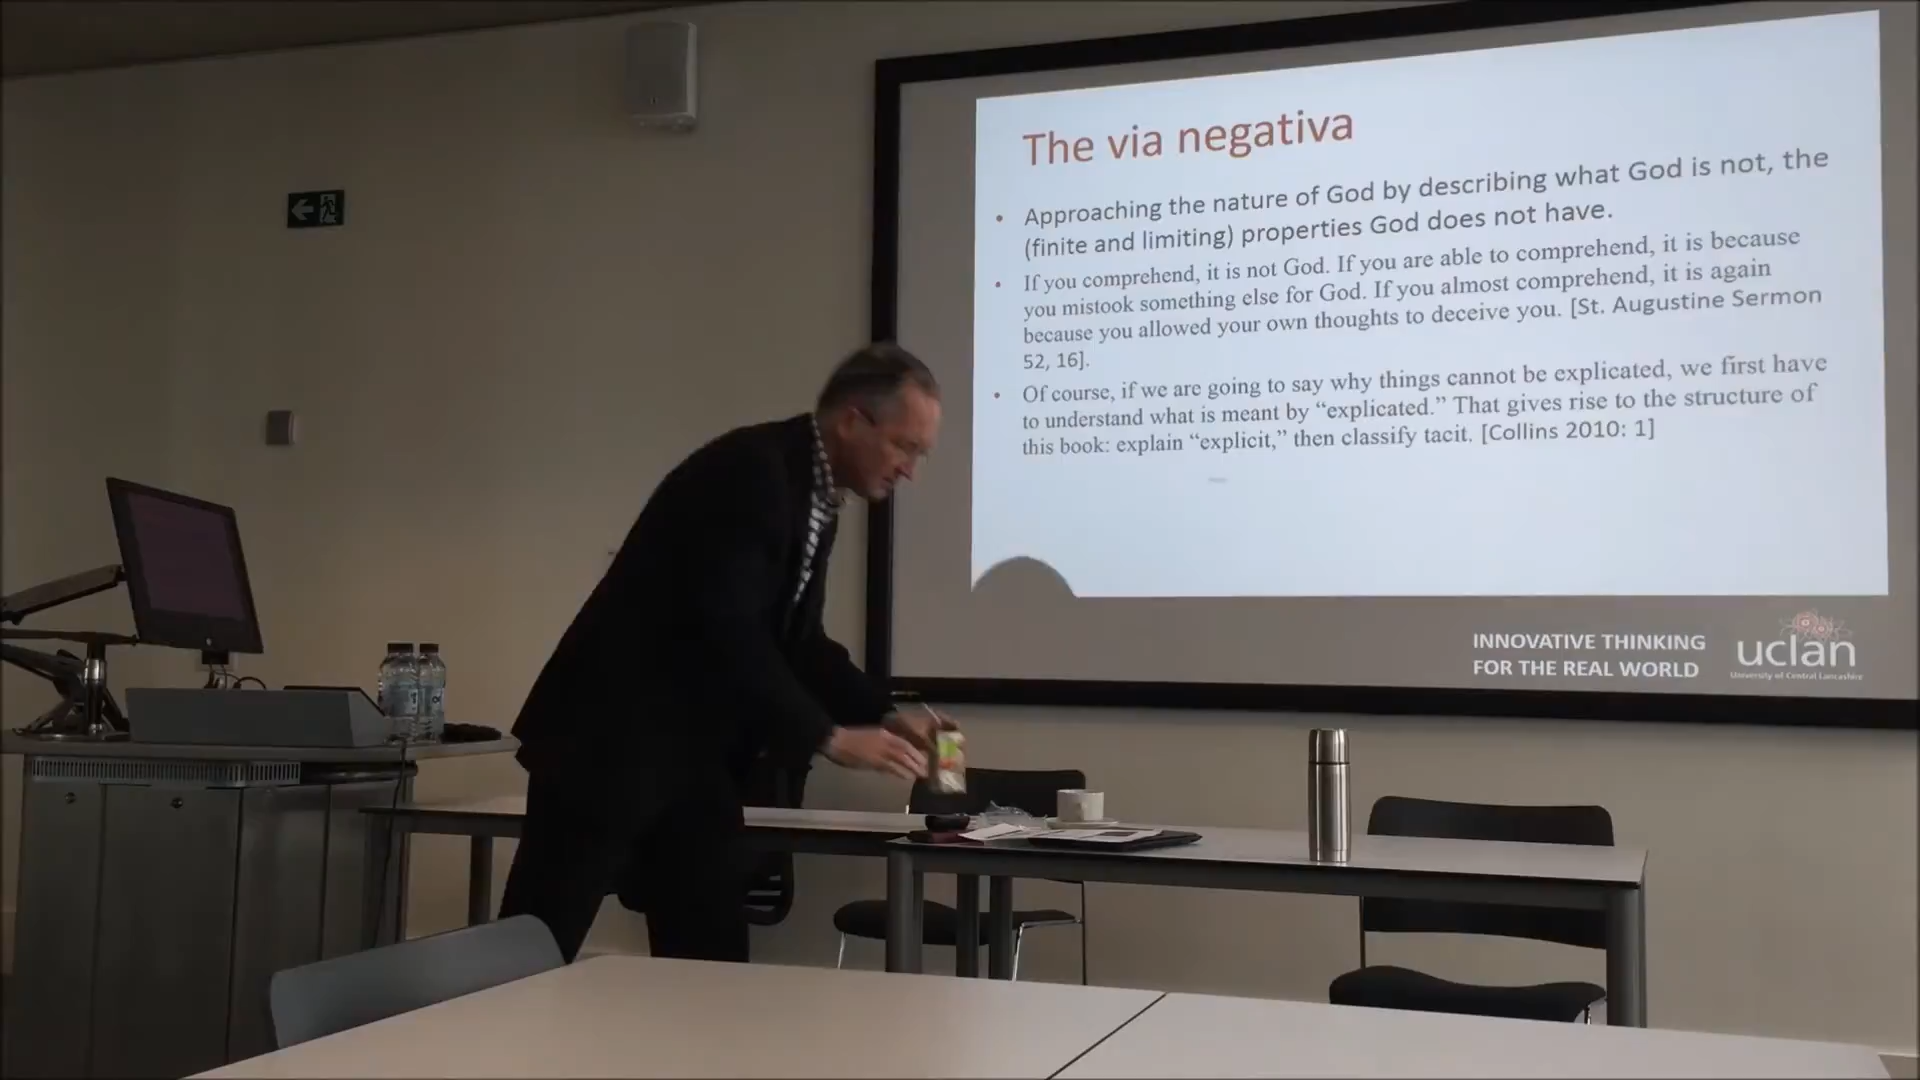 The via negativa
• Approaching the nature of God by describing what God is not, the
(finite and limiting) properties God does not have.
• If you comprehend, it is not God. If you are able to comprehend, it is because
you mistook something else for God. If you almost comprehend, it is again
because you allowed your own thoughts to deceive you. [St. Augustine Sermon
52, 16].
• Of course, if we are going to say why things cannot be explicated, we first have
to understand what is meant by “explicated.” That gives rise to the structure of
this book: explain “explicit,” then classify tacit. [Collins 2010: 1]
INNOVATIVE THINKING
FOR THE REAL WORLD
uclan
University of Central Lancashire